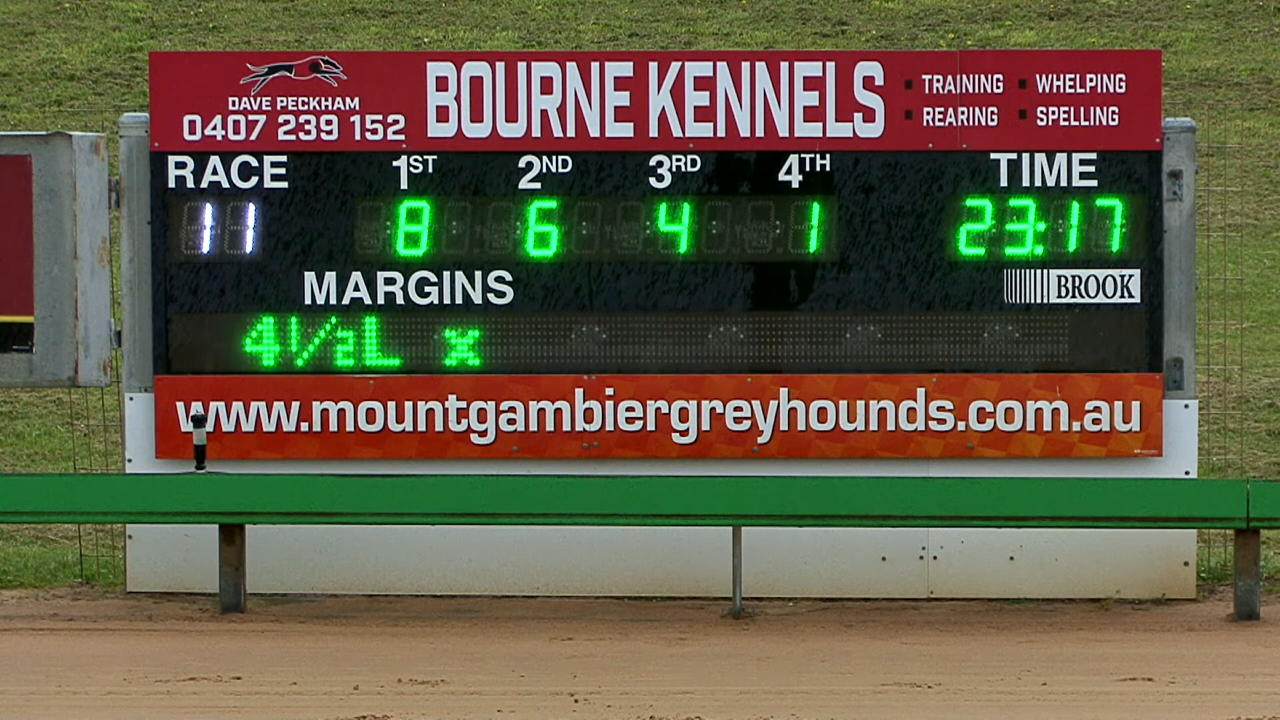 BOURNE KENNELS
DAVE PECKHAM
0407 239 152
▪ TRAINING ▪ WHELPING
▪ REARING ▪ SPELLING
RACE 1ST 2ND 3RD 4TH TIME
11 8 6 4 1 23:17
MARGINS
BROOK
4½L x
www.mountgambiergreyhounds.com.au